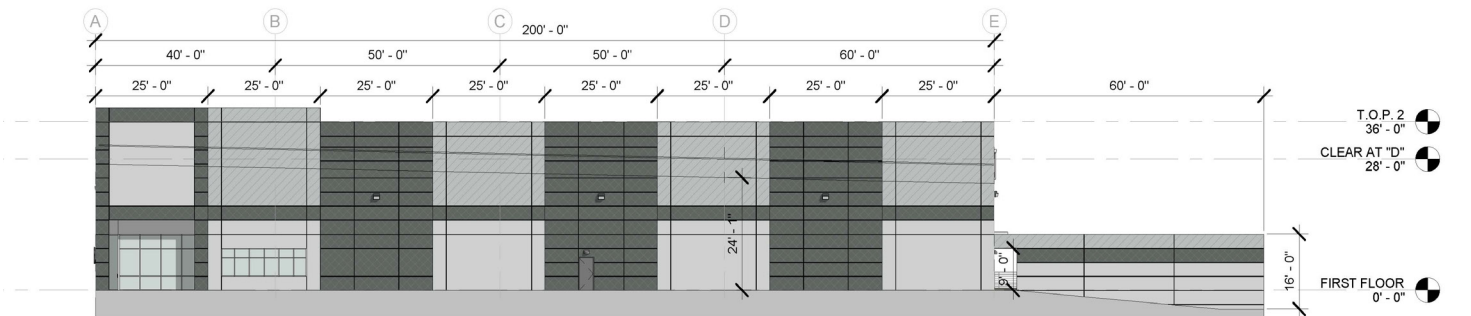 A B C D E
200' - 0"
40' - 0" 50' - 0" 50' - 0" 60' - 0"
25' - 0" 25' - 0" 25' - 0" 25' - 0" 25' - 0" 25' - 0" 25' - 0" 25' - 0" 60' - 0"
T.O.P. 2
36' - 0"
CLEAR AT "D"
28' - 0"
24' - 1"
9' - 0"
16' - 0"
FIRST FLOOR
0' - 0"